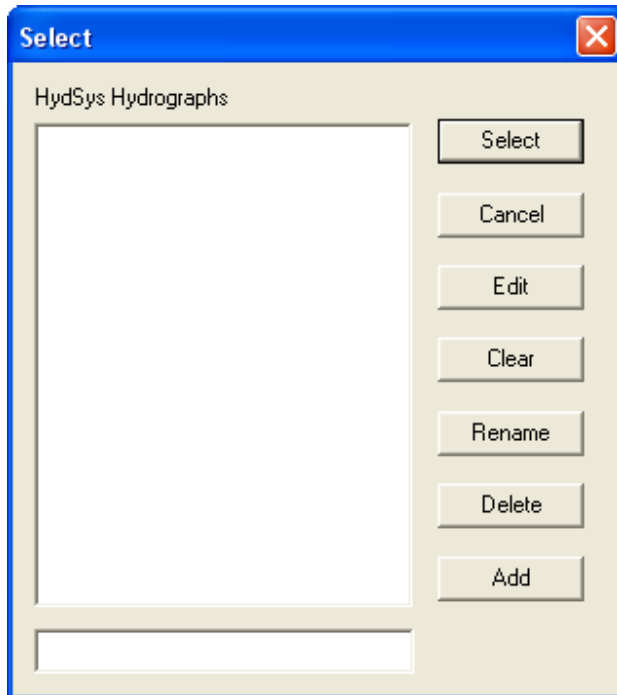 Select
HydSys Hydrographs
Select
Cancel
Edit
Clear
Rename
Delete
Add